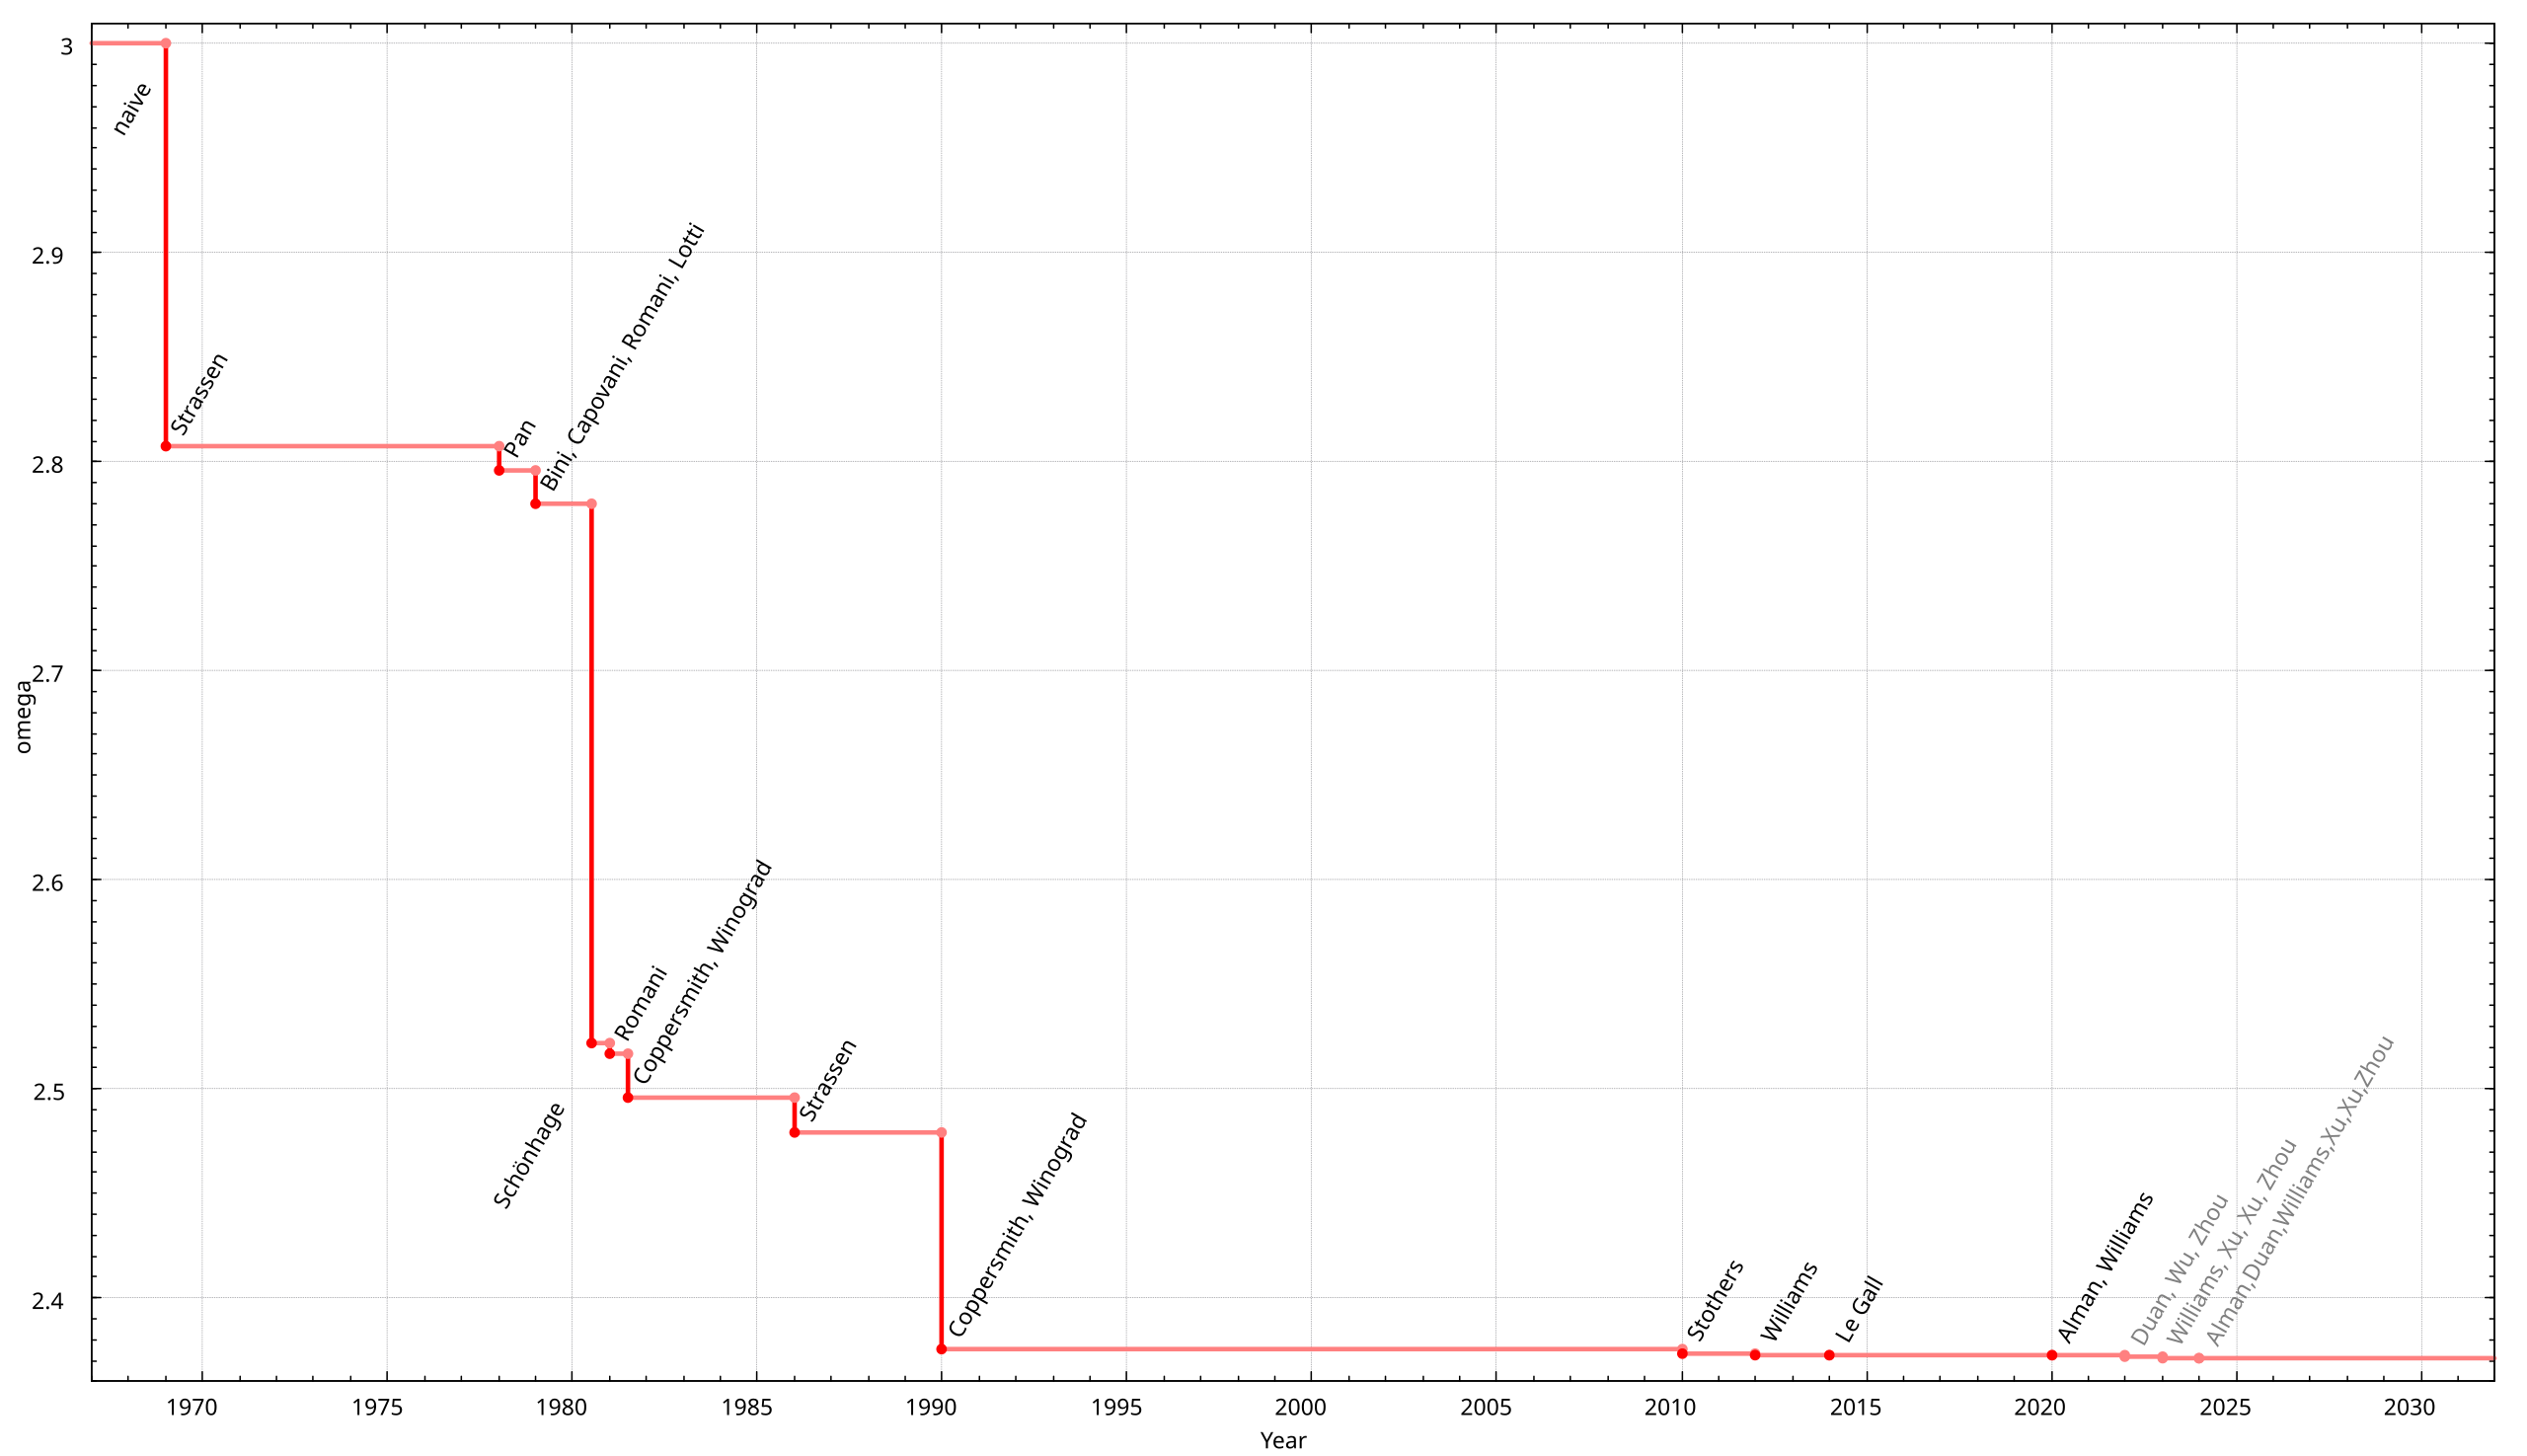 3
2.9
2.8
2.7
2.6
2.5
2.4
omega
naive
Strassen
Pan
Bini, Capovani, Romani, Lotti
Schönhage
Romani
Coppersmith, Winograd
Strassen
Coppersmith, Winograd
Stothers
Williams
Le Gall
Alman, Williams
Duan, Wu, Zhou
Williams, Xu, Xu, Zhou
Alman,Duan,Williams,Xu,Xu,Zhou
1970 1975 1980 1985 1990 1995 2000 2005 2010 2015 2020 2025 2030
Year